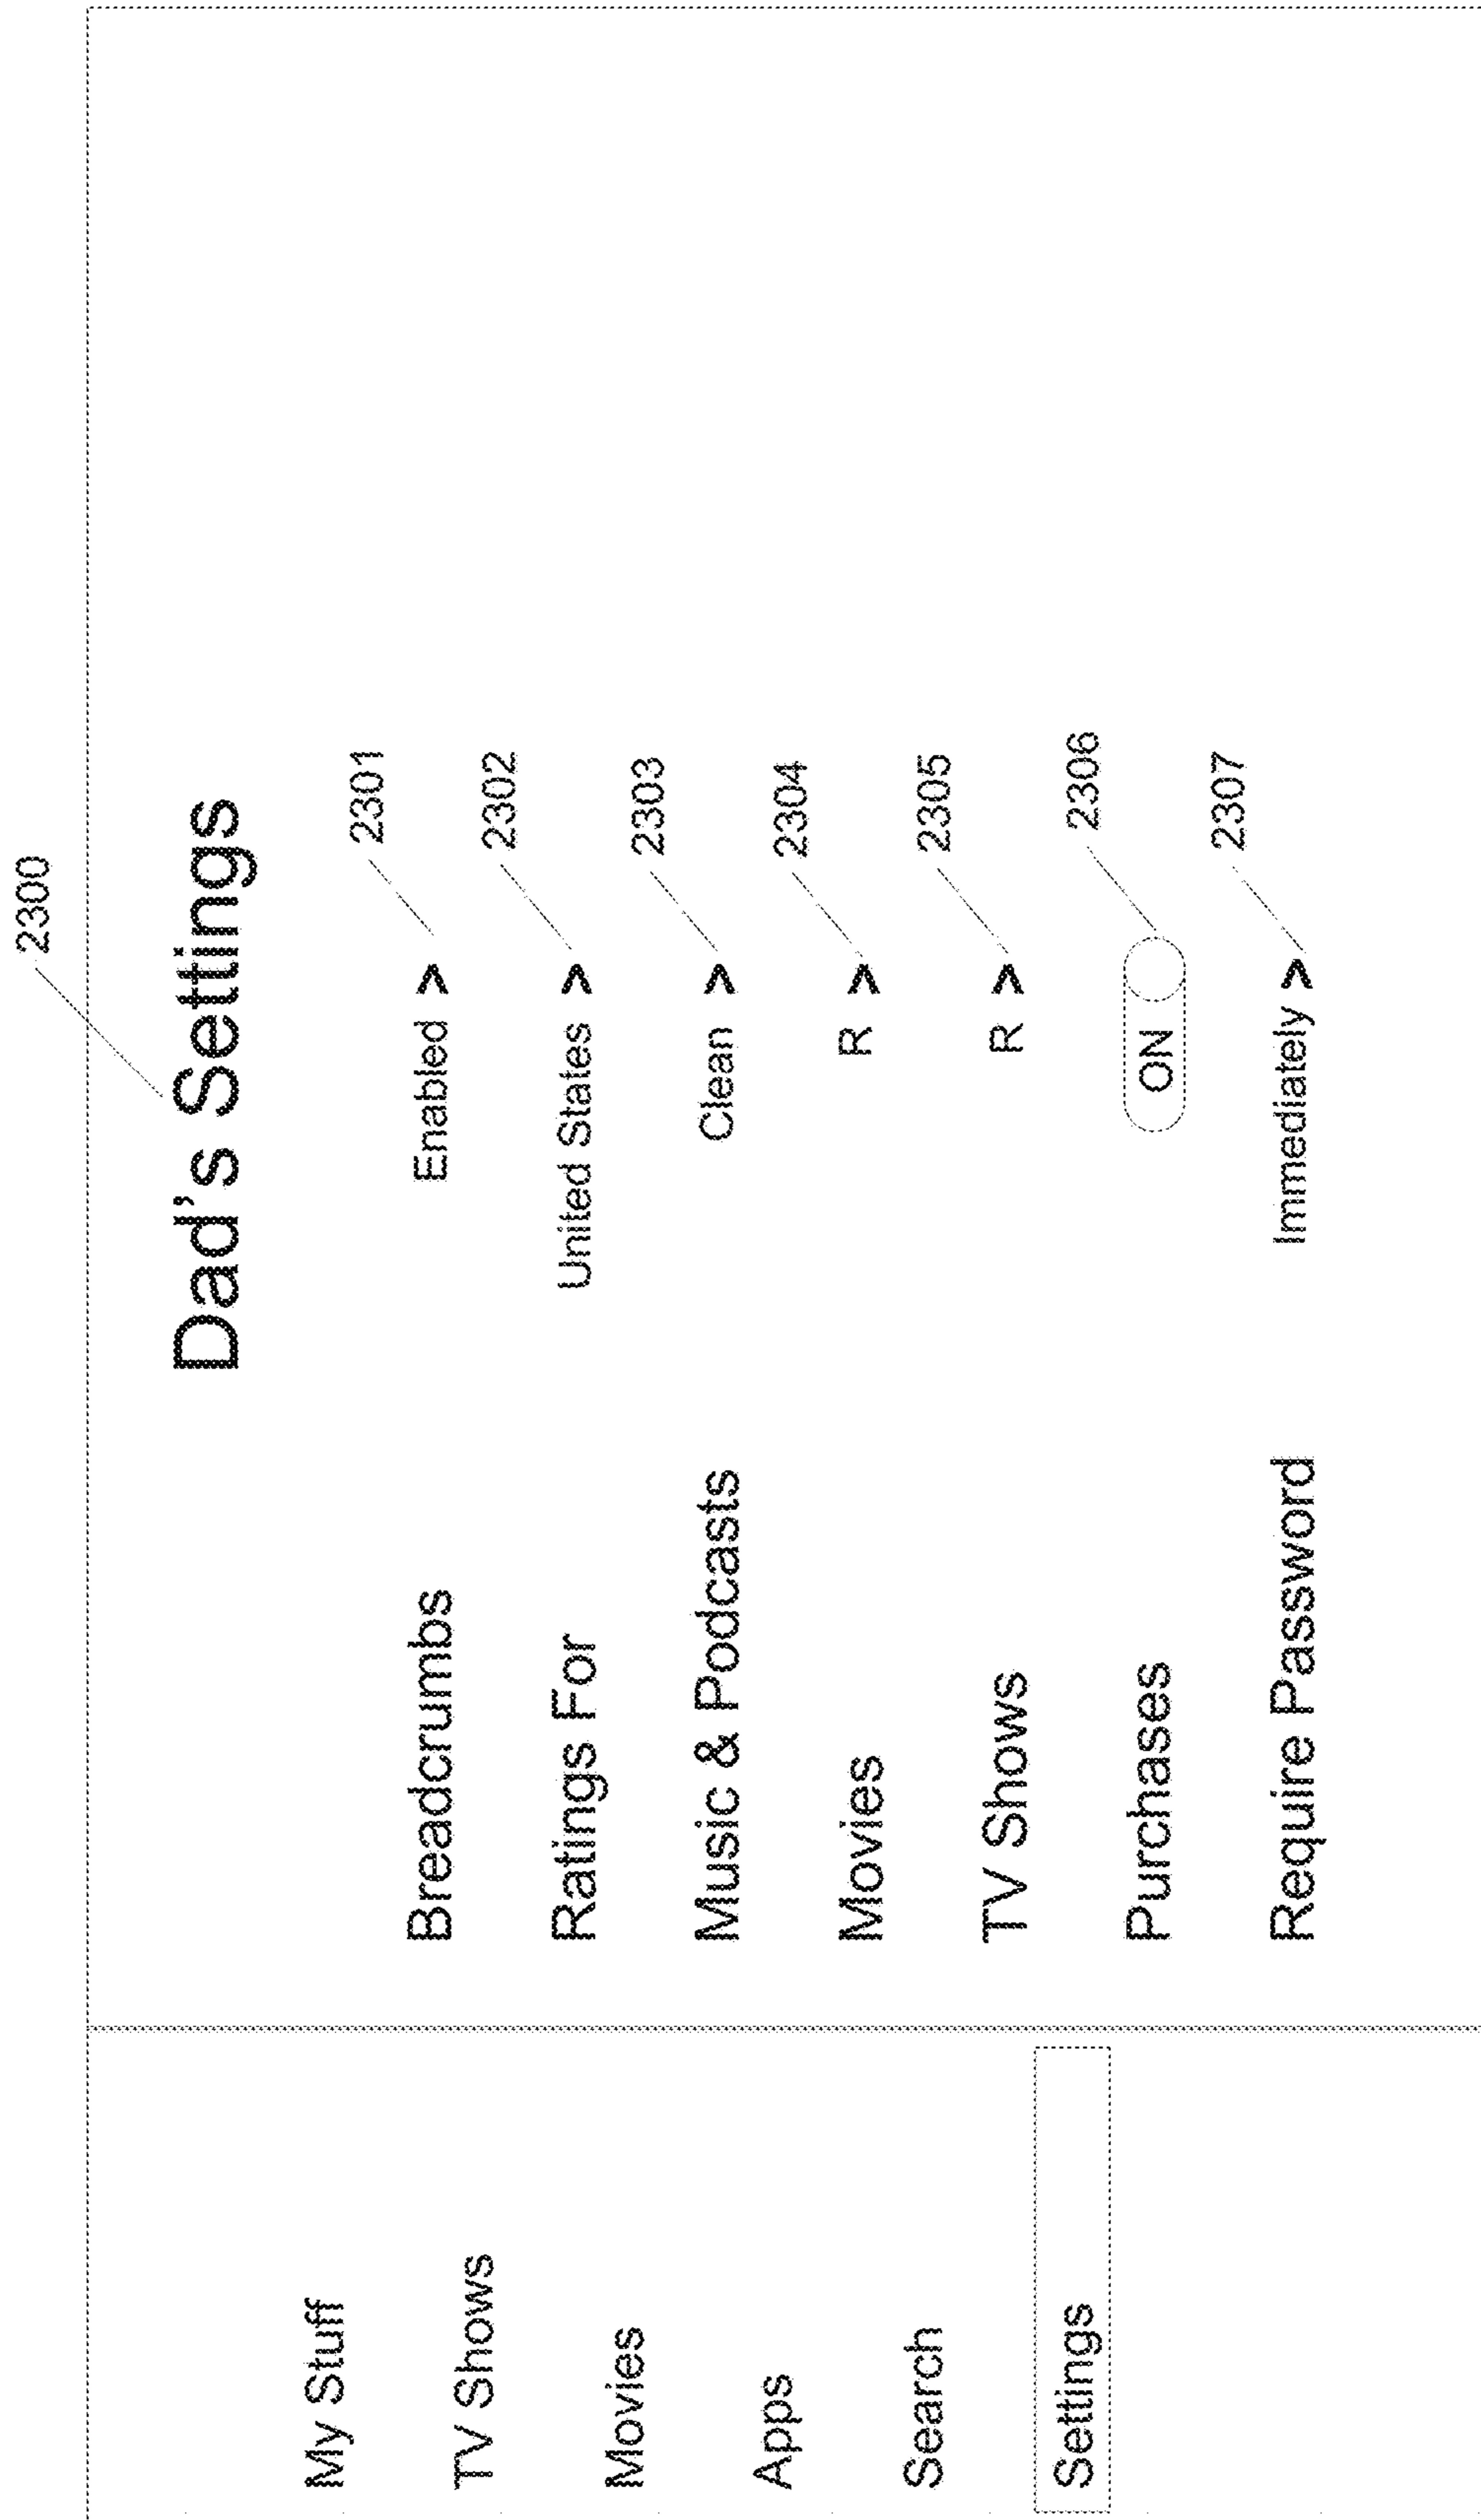 2300
Dad's Settings
My Stuff
TV Shows
Movies
Apps
Search
Settings
Breadcrumbs Enabled > 2301
Ratings For United States > 2302
Music & Podcasts Clean > 2303
Movies R > 2304
TV Shows R > 2305
Purchases ON 2306
Require Password Immediately > 2307